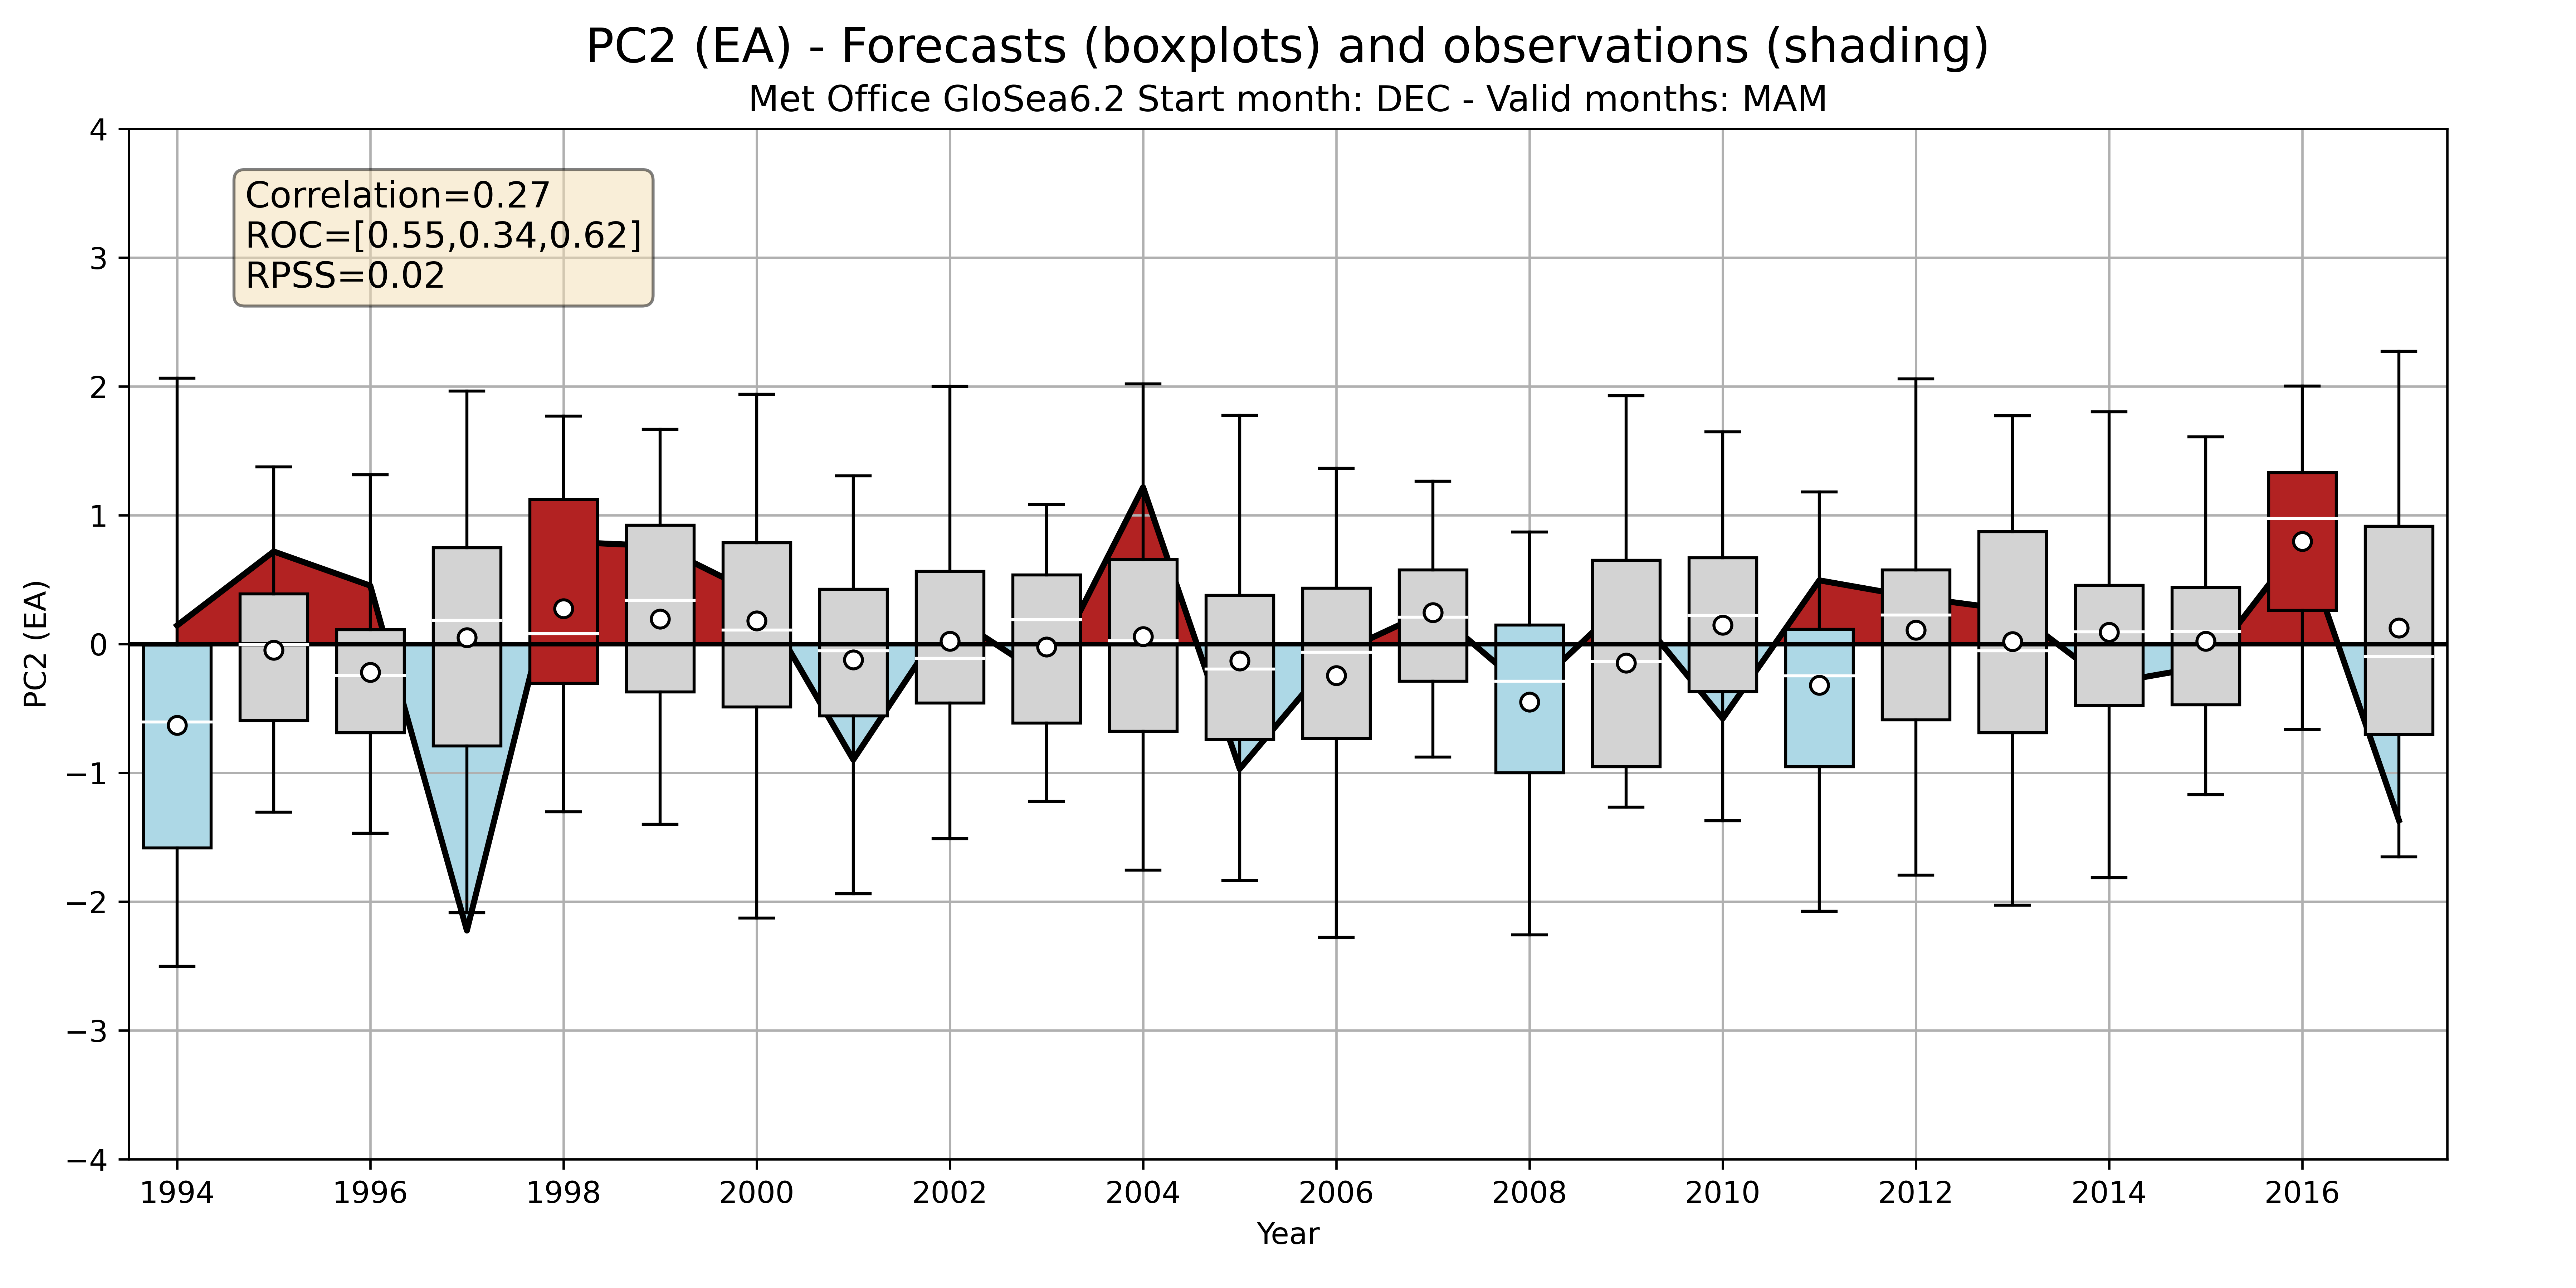 PC2 (EA) - Forecasts (boxplots) and observations (shading)
Met Office GloSea6.2 Start month: DEC - Valid months: MAM
Correlation=0.27
ROC=[0.55,0.34,0.62]
RPSS=0.02
PC2 (EA)
4
3
2
1
0
−1
−2
−3
−4
1994 1996 1998 2000 2002 2004 2006 2008 2010 2012 2014 2016
Year